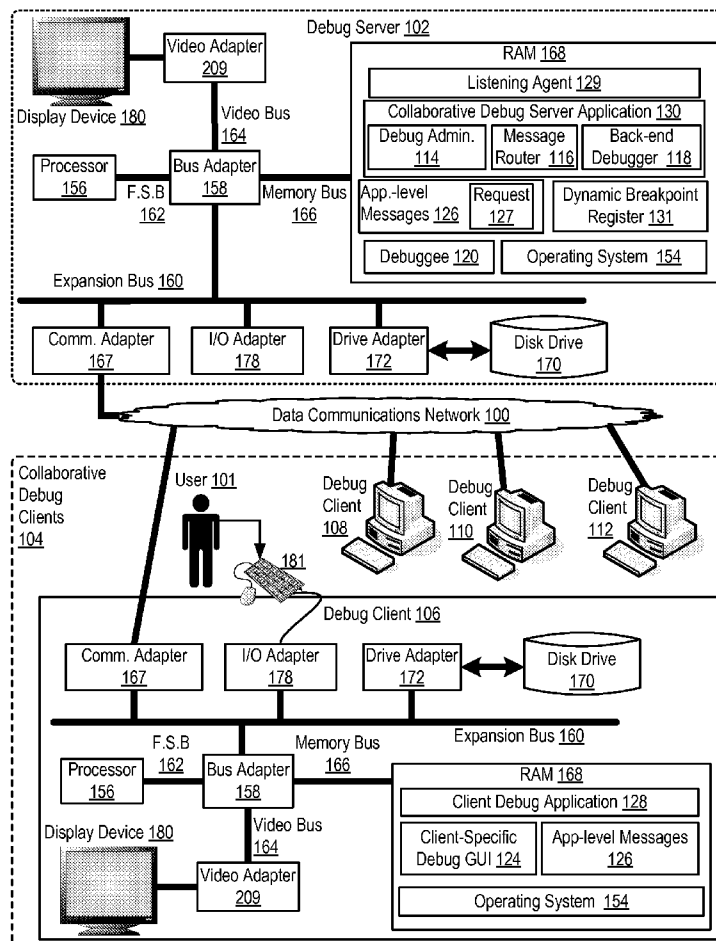 Debug Server 102
Video Adapter
209
Display Device 180
Video Bus
164
Processor
156
Bus Adapter
158
F.S.B
162
Memory Bus
166
RAM 168
Listening Agent 129
Collaborative Debug Server Application 130
Debug Admin.
114
Message
Router 116
Back-end
Debugger 118
App.-level
Messages 126
Request
127
Dynamic Breakpoint
Register 131
Debuggee 120
Operating System 154
Expansion Bus 160
Comm. Adapter
167
I/O Adapter
178
Drive Adapter
172
Disk Drive
170
Data Communications Network 100
Collaborative
Debug
Clients
104
User 101
181
Debug
Client
108
Debug
Client
110
Debug
Client
112
Debug Client 106
Comm. Adapter
167
I/O Adapter
178
Drive Adapter
172
Disk Drive
170
Expansion Bus 160
F.S.B
162
Memory Bus
166
Processor
156
Bus Adapter
158
Display Device 180
Video Bus
164
Video Adapter
209
RAM 168
Client Debug Application 128
Client-Specific
Debug GUI 124
App-level Messages
126
Operating System 154